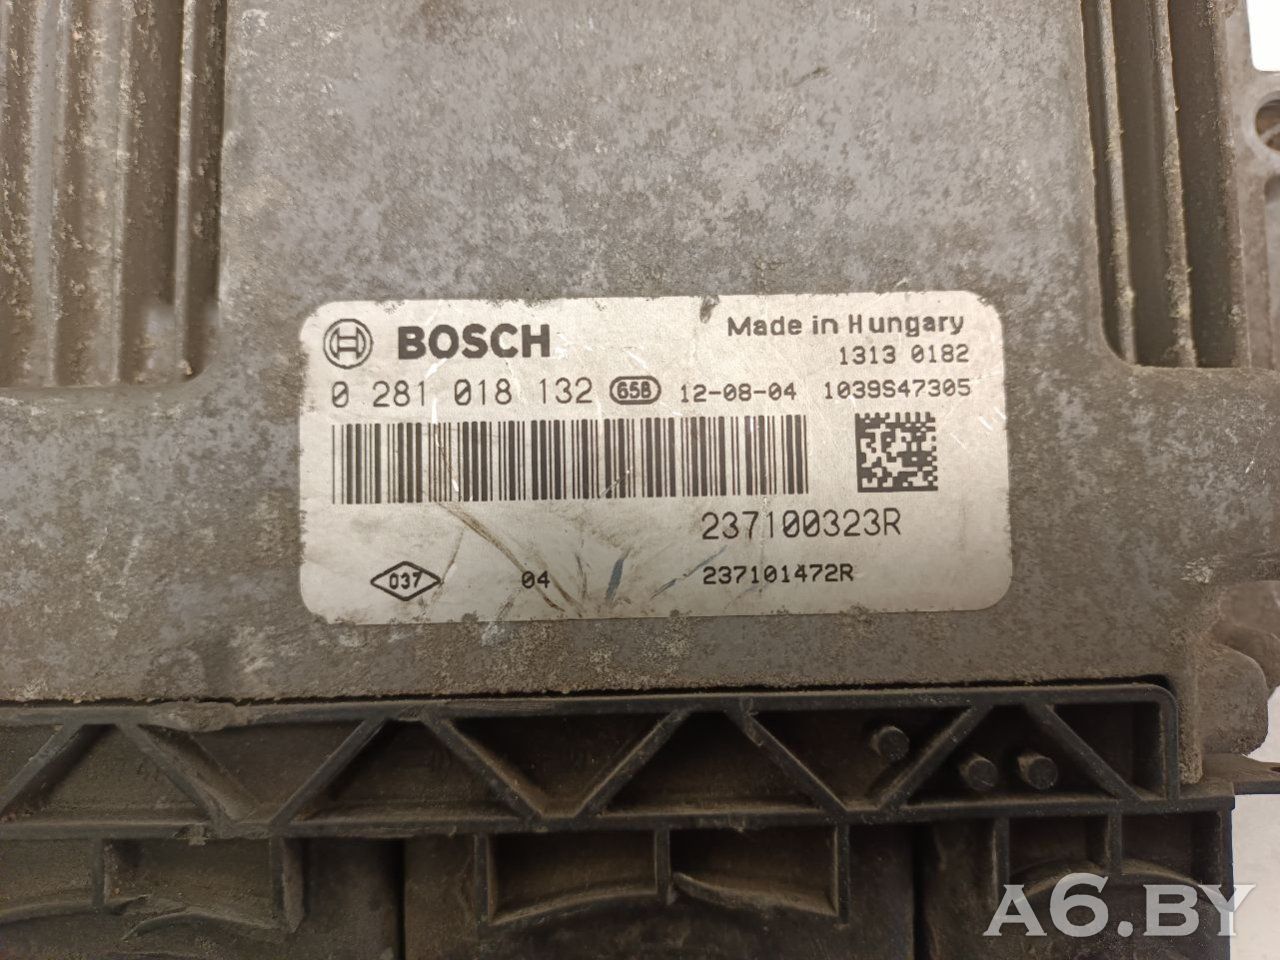 BOSCH
Made in Hungary
1313 0182
0 281 018 132 65B 12-08-04 1039S47305
237100323R
037 04 237101472R
A6.BY